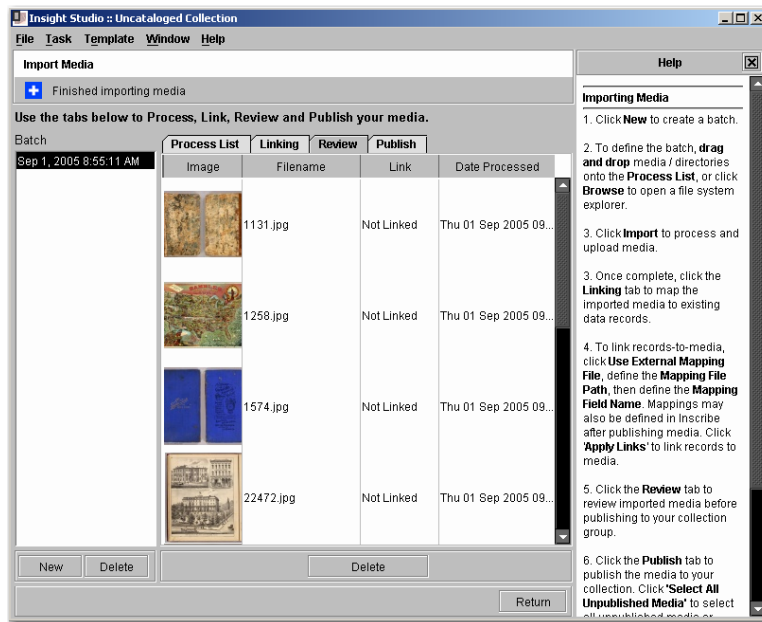 Insight Studio :: Uncataloged Collection
File Task Template Window Help
Import Media
Finished importing media
Use the tabs below to Process, Link, Review and Publish your media.
Batch
Sep 1, 2005 8:55:11 AM
New Delete
Process List Linking Review Publish
Image Filename Link Date Processed
1131.jpg Not Linked Thu 01 Sep 2005 09...
1258.jpg Not Linked Thu 01 Sep 2005 09...
1574.jpg Not Linked Thu 01 Sep 2005 09...
22472.jpg Not Linked Thu 01 Sep 2005 09...
Delete
Return
Help
Importing Media
1. Click New to create a batch.
2. To define the batch, drag
and drop media / directories
onto the Process List, or click
Browse to open a file system
explorer.
3. Click Import to process and
upload media.
3. Once complete, click the
Linking tab to map the
imported media to existing
data records.
4. To link records-to-media,
click Use External Mapping
File, define the Mapping File
Path, then define the Mapping
Field Name. Mappings may
also be defined in Inscribe
after publishing media. Click
'Apply Links' to link records to
media.
5. Click the Review tab to
review imported media before
publishing to your collection
group.
6. Click the Publish tab to
publish the media to your
collection. Click 'Select All
Unpublished Media' to select
all unpublished media or